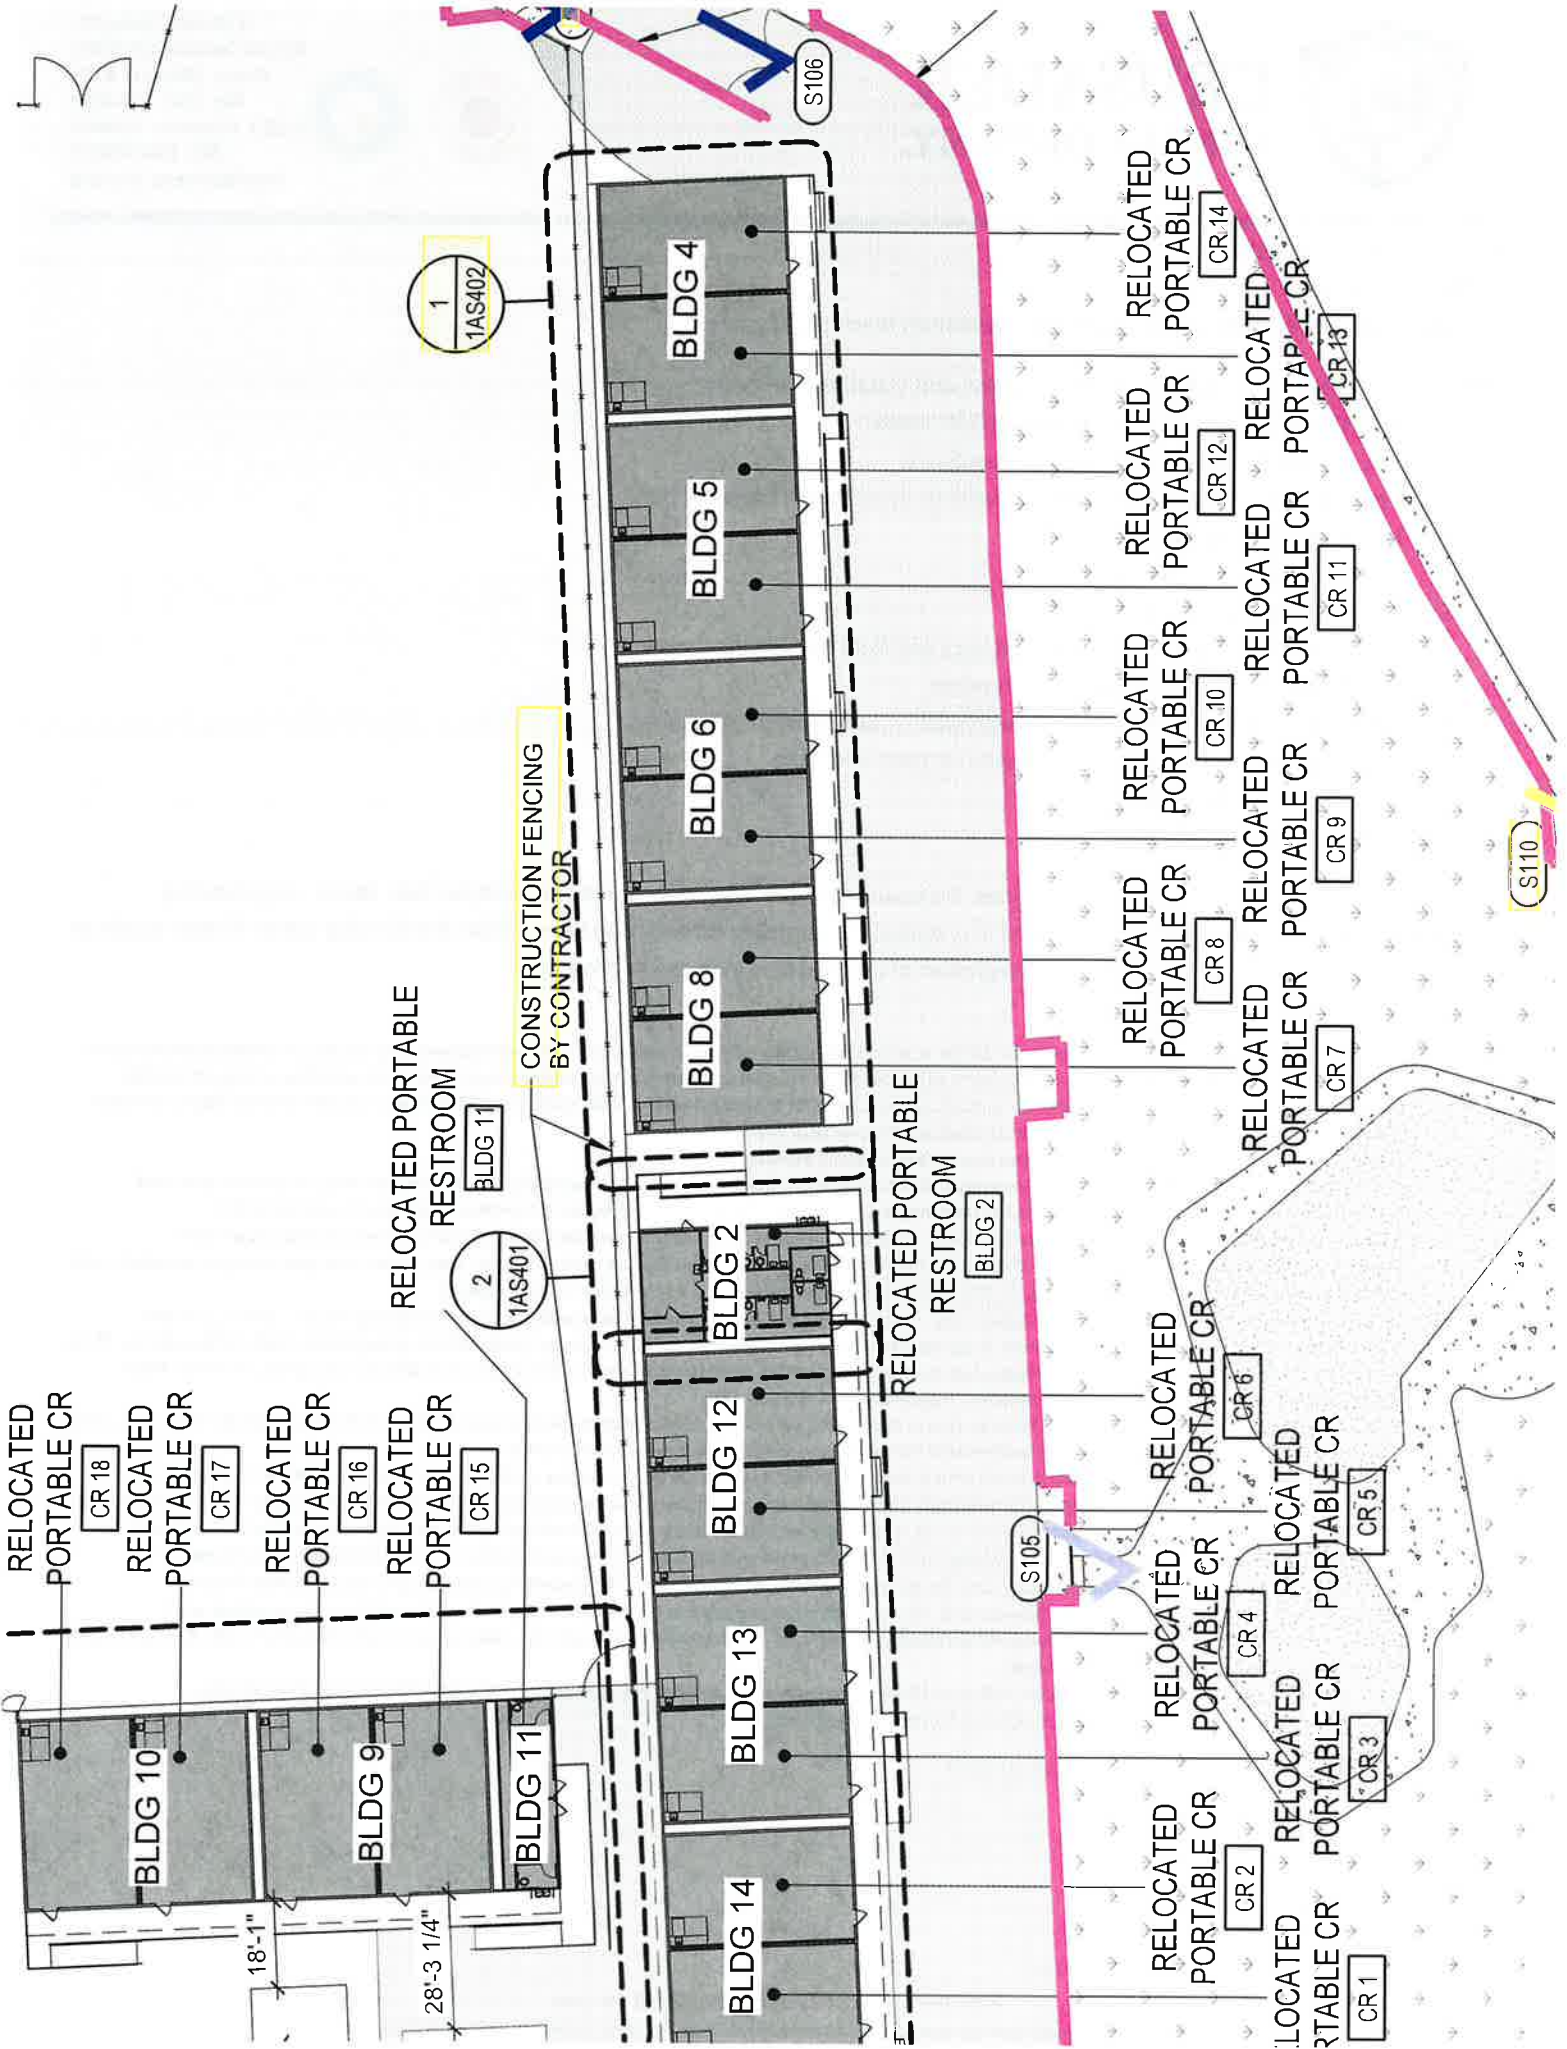 RELOCATED
PORTABLE CR
CR 18
RELOCATED
PORTABLE CR
CR 17
RELOCATED
PORTABLE CR
CR 16
RELOCATED
PORTABLE CR
CR 15
RELOCATED PORTABLE
RESTROOM
BLDG 11
2
1AS401
CONSTRUCTION FENCING
BY CONTRACTOR
1
1AS402
BLDG 10
BLDG 9
BLDG 11
18'-1"
28'-3 1/4"
BLDG 14
BLDG 13
BLDG 12
BLDG 2
BLDG 8
BLDG 6
BLDG 5
BLDG 4
S106
RELOCATED PORTABLE
RESTROOM
BLDG 2
S105
S110
RELOCATED
PORTABLE CR
CR 2
RELOCATED
PORTABLE CR
CR 4
RELOCATED
PORTABLE CR
CR 6
RELOCATED
PORTABLE CR
CR 8
RELOCATED
PORTABLE CR
CR 10
RELOCATED
PORTABLE CR
CR 12
RELOCATED
PORTABLE CR
CR 14
LOCATED
RTABLE CR
CR 1
RELOCATED
PORTABLE CR
CR 3
RELOCATED
PORTABLE CR
CR 5
RELOCATED
PORTABLE CR
CR 7
RELOCATED
PORTABLE CR
CR 9
RELOCATED
PORTABLE CR
CR 11
RELOCATED
PORTABLE CR
CR 13